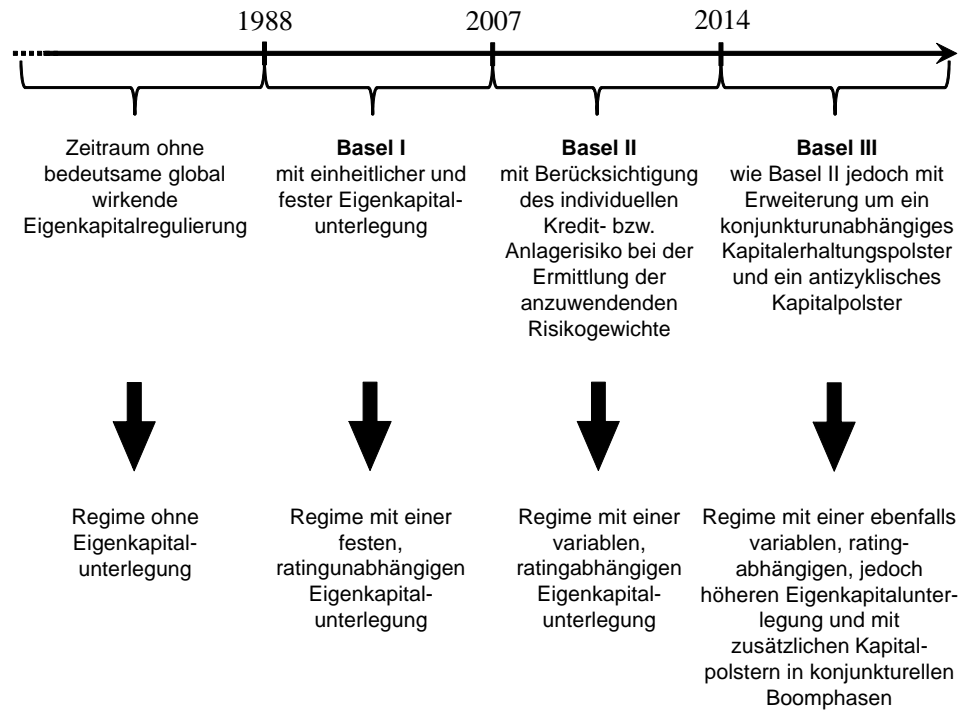 1988
2007
2014
Zeitraum ohne
bedeutsame global
wirkende
Eigenkapitalregulierung
Basel I
mit einheitlicher und
fester Eigenkapital-
unterlegung
Basel II
mit Berücksichtigung
des individuellen
Kredit- bzw.
Anlagerisiko bei der
Ermittlung der
anzuwendenden
Risikogewichte
Basel III
wie Basel II jedoch mit
Erweiterung um ein
konjunkturunabhängiges
Kapitalerhaltungspolster
und ein antizyklisches
Kapitalpolster
Regime ohne
Eigenkapital-
unterlegung
Regime mit einer
festen,
ratingunabhängigen
Eigenkapital-
unterlegung
Regime mit einer
variablen,
ratingabhängigen
Eigenkapital-
unterlegung
Regime mit einer ebenfalls
variablen, rating-
abhängigen, jedoch
höheren Eigenkapitalunter-
legung und mit
zusätzlichen Kapital-
polstern in konjunkturellen
Boomphasen